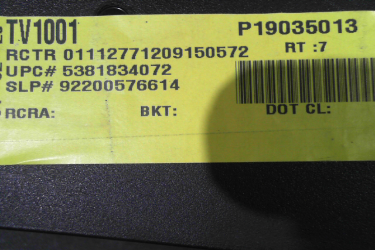 TV1001 P19035013
RCTR 01112771209150572 RT :7
UPC# 5381834072
SLP# 92200576614
RCRA: BKT: DOT CL: